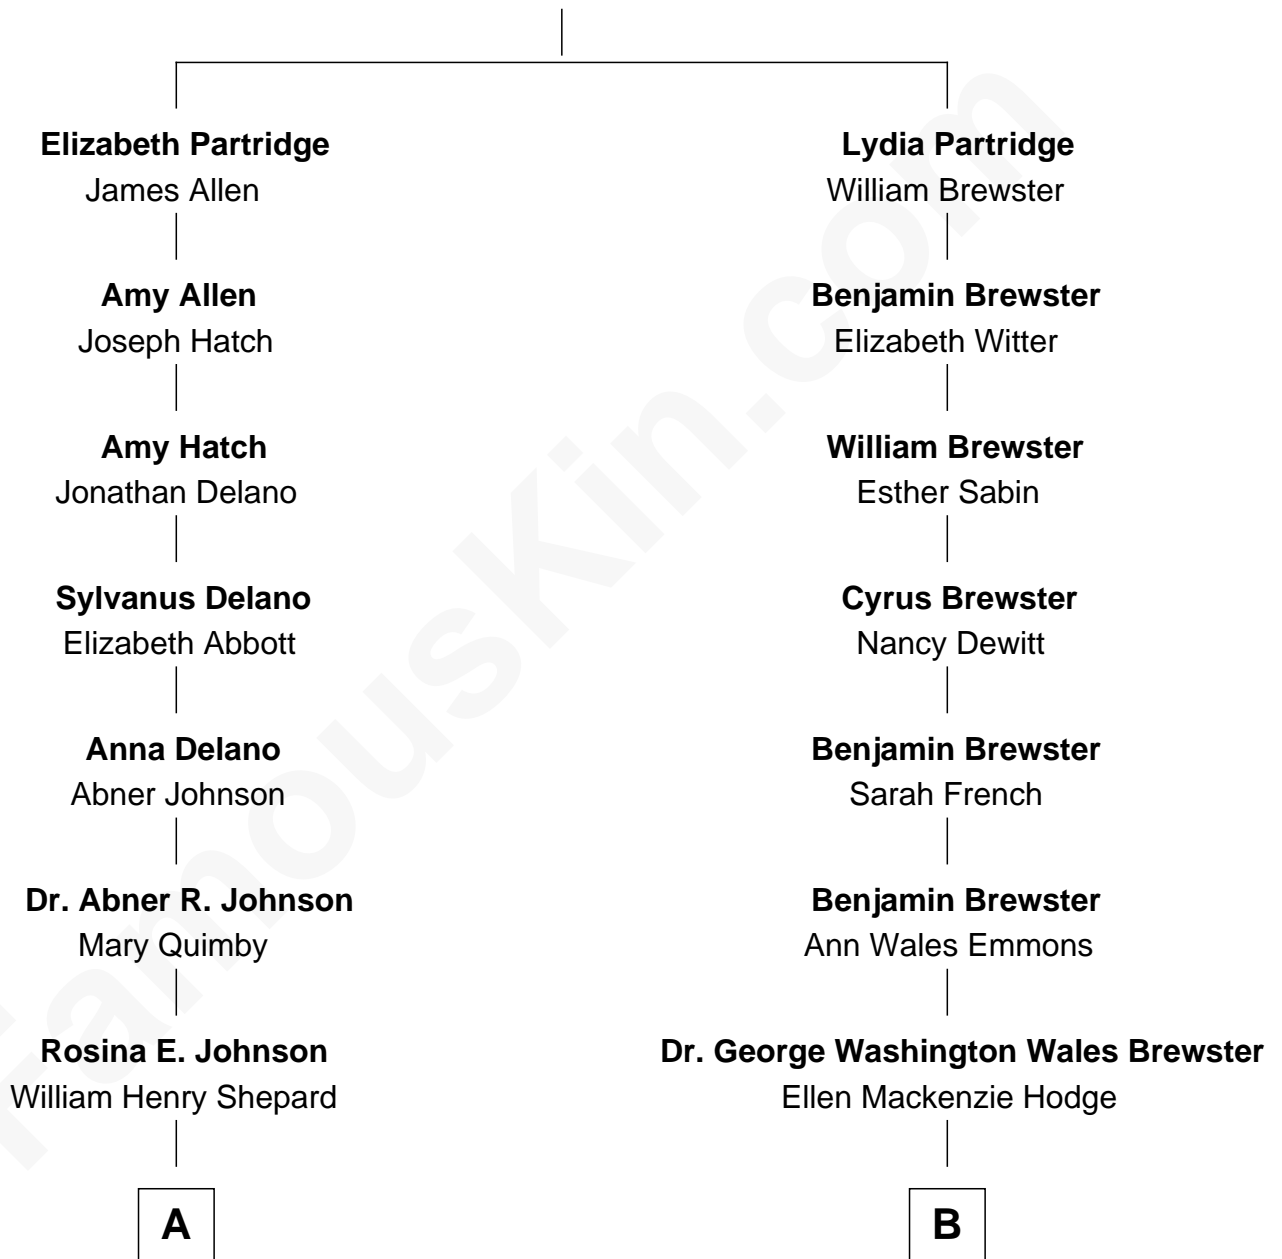 Elizabeth Partridge
James Allen
Lydia Partridge
William Brewster
Amy Allen
Joseph Hatch
Benjamin Brewster
Elizabeth Witter
Amy Hatch
Jonathan Delano
William Brewster
Esther Sabin
Sylvanus Delano
Elizabeth Abbott
Cyrus Brewster
Nancy Dewitt
Anna Delano
Abner Johnson
Benjamin Brewster
Sarah French
Dr. Abner R. Johnson
Mary Quimby
Benjamin Brewster
Ann Wales Emmons
Rosina E. Johnson
William Henry Shepard
Dr. George Washington Wales Brewster
Ellen Mackenzie Hodge
A
B
FamousKin.com